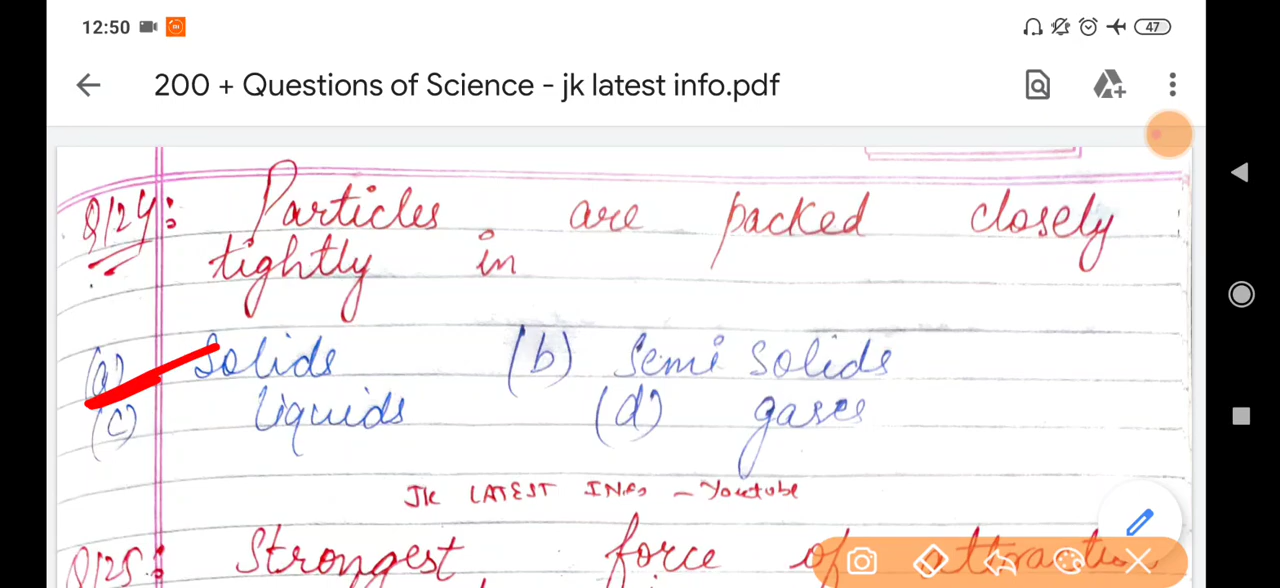 12:50
47
200 + Questions of Science - jk latest info.pdf
Q124: Particles are packed closely
tightly in
(a) Solids (b) Semi solids
(c) Liquids (d) gases
JK LATEST INFO - Youtube
Q125: Strongest force of